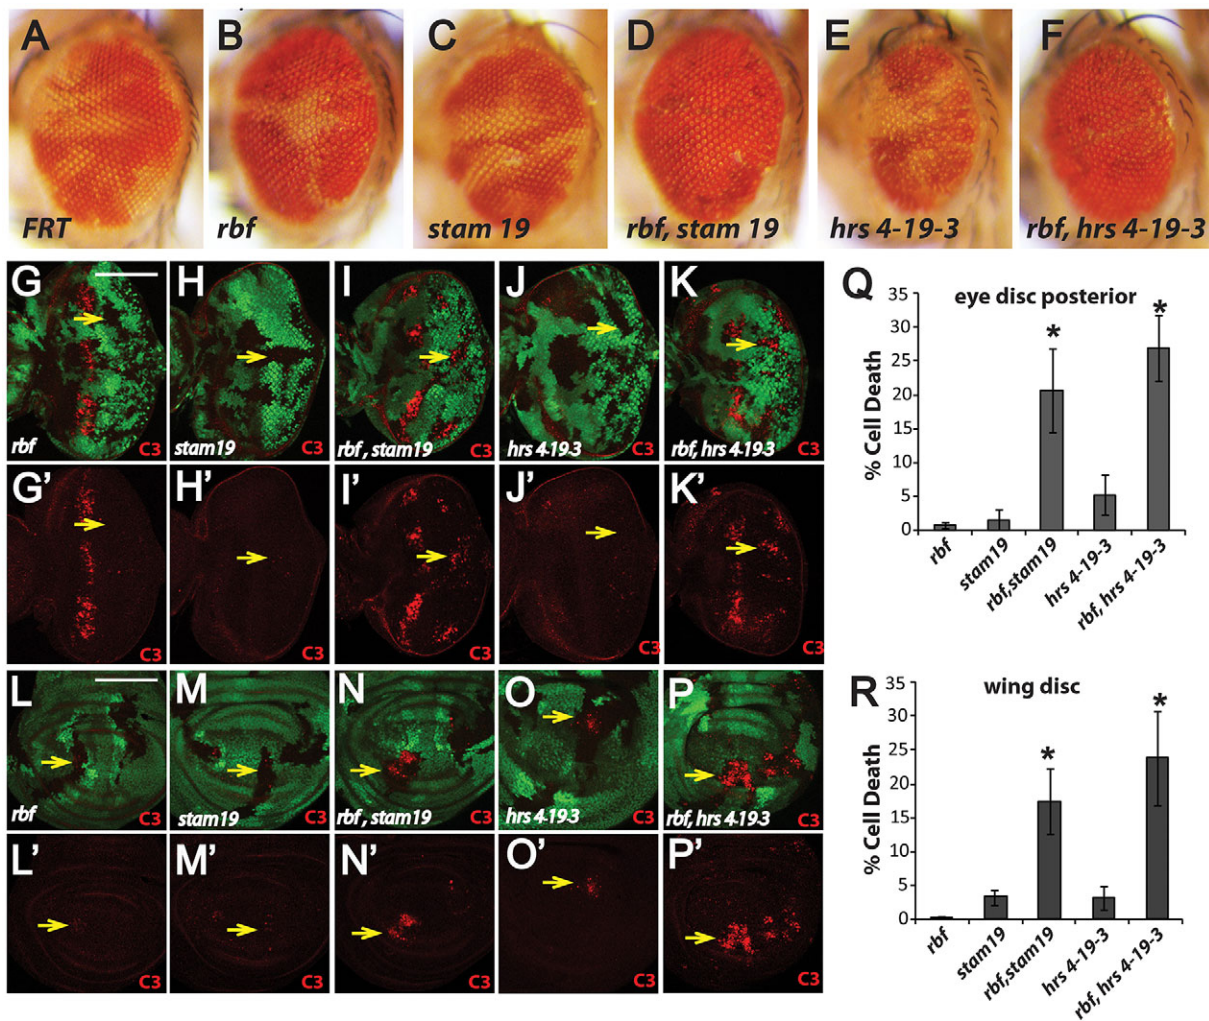 A B C D E F
FRT rbf stam 19 rbf, stam 19 hrs 4-19-3 rbf, hrs 4-19-3
G H I J K
rbf C3 stam19 C3 rbf, stam19 C3 hrs 4-19-3 C3 rbf, hrs 4-19-3 C3
G' H' I' J' K'
C3 C3 C3 C3 C3
L M N O P
rbf C3 stam19 C3 rbf, stam19 C3 hrs 4-19-3 C3 rbf, hrs 4-19-3 C3
L' M' N' O' P'
C3 C3 C3 C3 C3
Q
eye disc posterior
% Cell Death
35
30
25
20
15
10
5
0
* *
rbf stam19 rbf,stam19 hrs 4-19-3 rbf, hrs 4-19-3
R
wing disc
% Cell Death
35
30
25
20
15
10
5
0
* *
rbf stam19 rbf,stam19 hrs 4-19-3 rbf, hrs 4-19-3